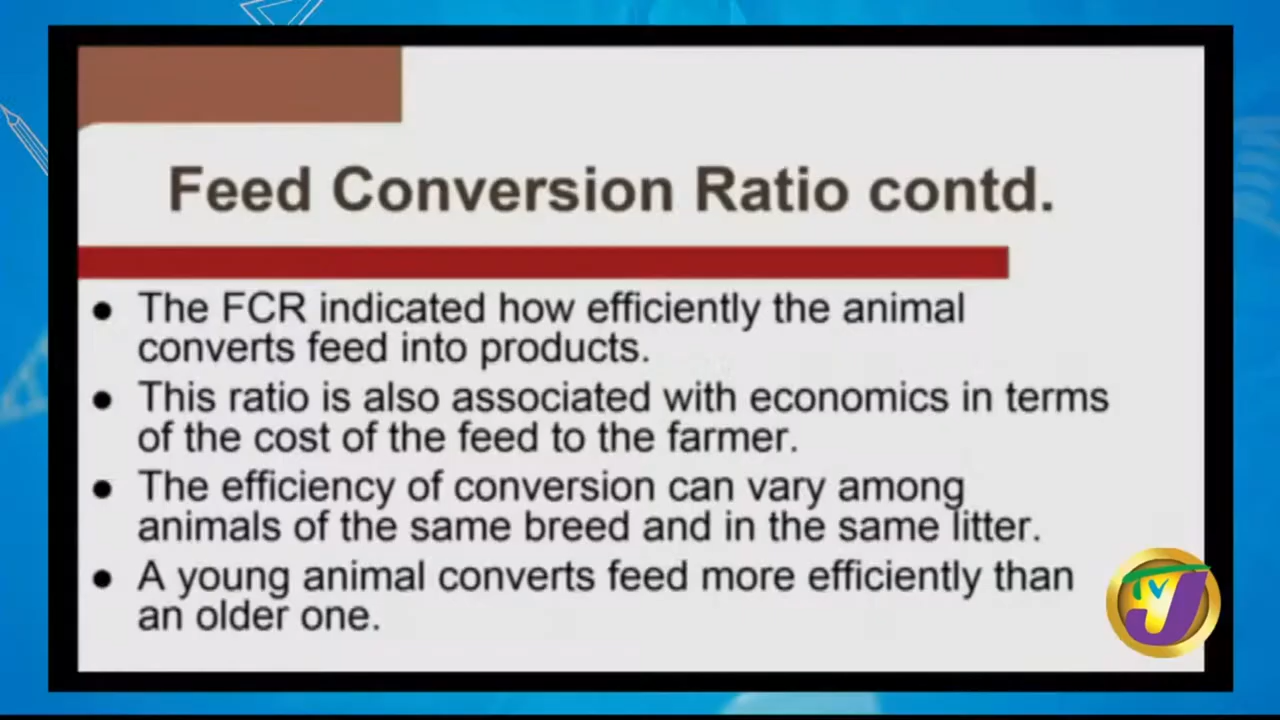 Feed Conversion Ratio contd.
● The FCR indicated how efficiently the animal
converts feed into products.
● This ratio is also associated with economics in terms
of the cost of the feed to the farmer.
● The efficiency of conversion can vary among
animals of the same breed and in the same litter.
● A young animal converts feed more efficiently than
an older one.
TVJ